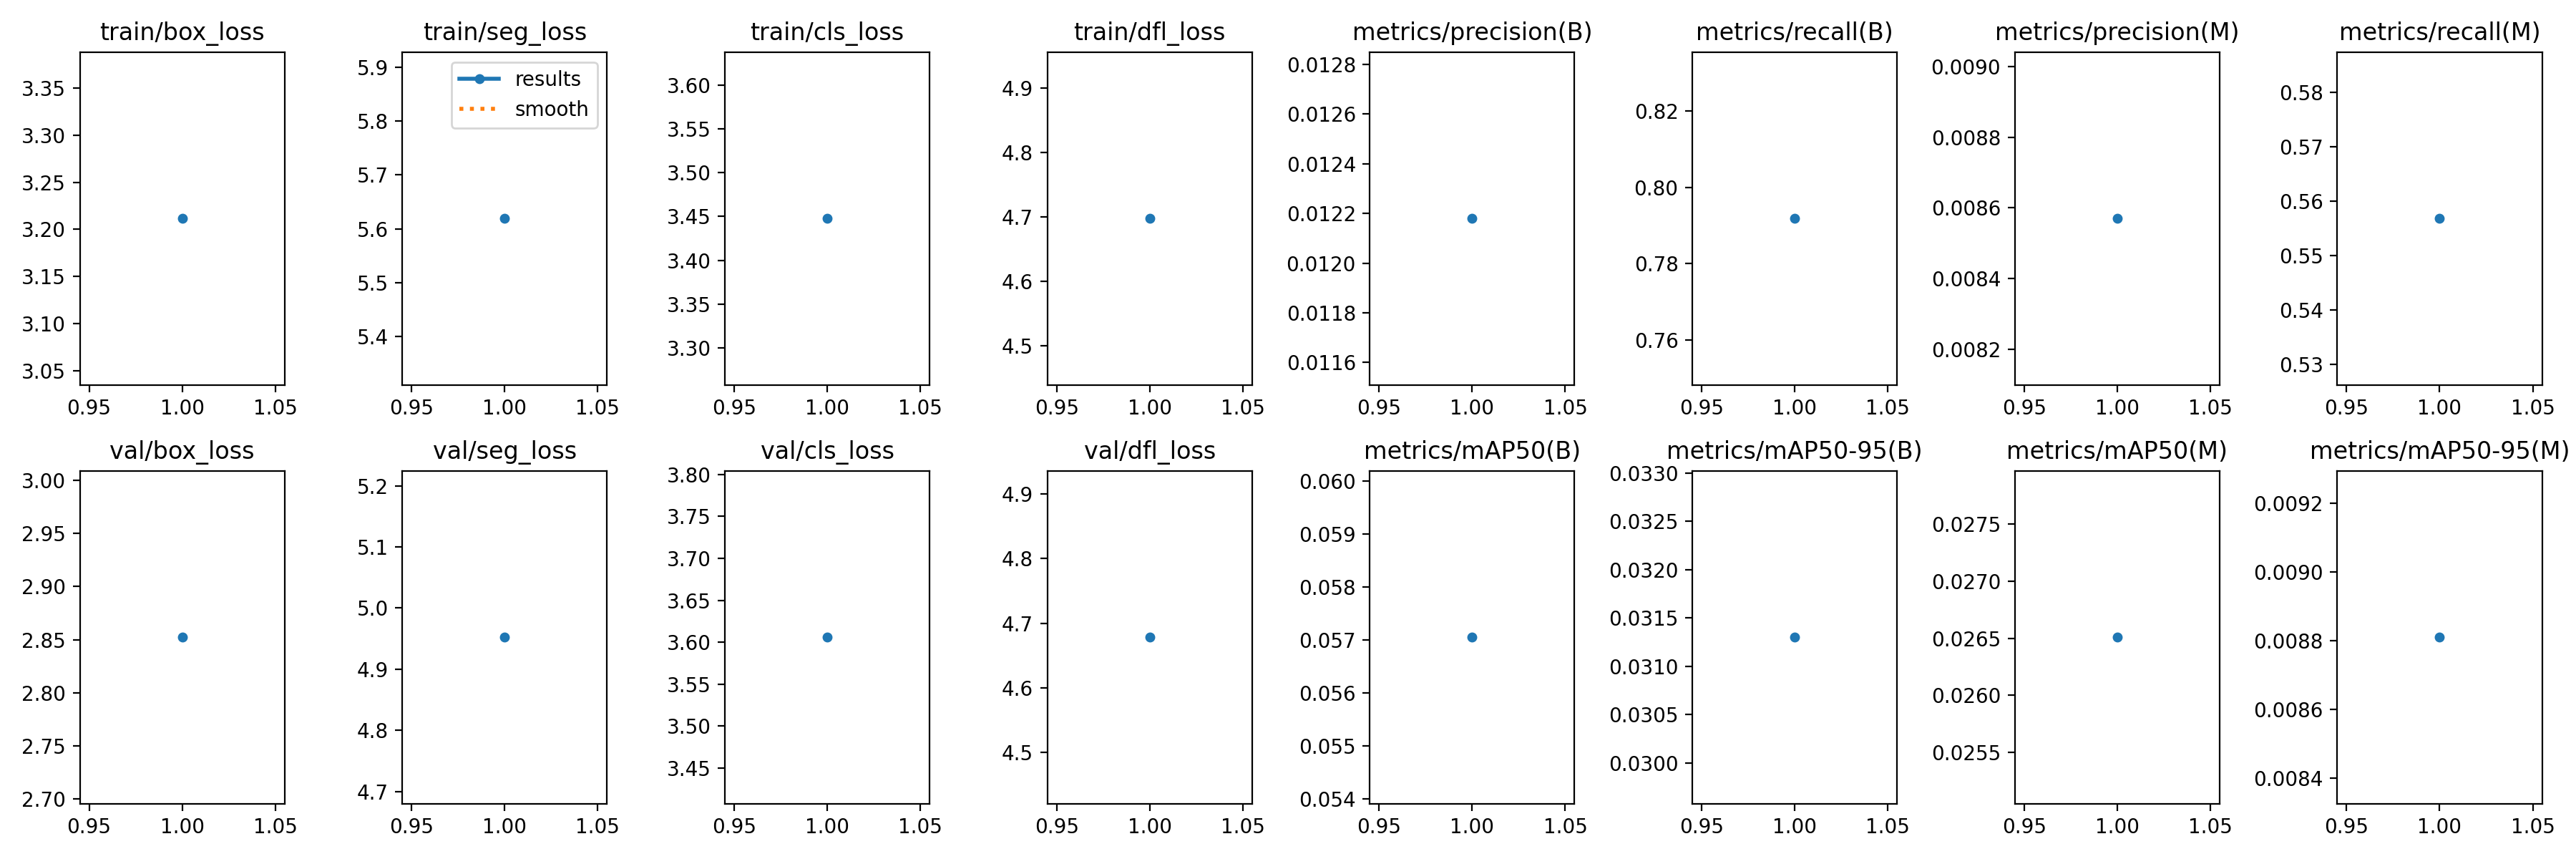 train/box_loss
3.35
3.30
3.25
3.20
3.15
3.10
3.05
0.95 1.00 1.05
train/seg_loss
5.9
5.8
5.7
5.6
5.5
5.4
results
smooth
0.95 1.00 1.05
train/cls_loss
3.60
3.55
3.50
3.45
3.40
3.35
3.30
0.95 1.00 1.05
train/dfl_loss
4.9
4.8
4.7
4.6
4.5
0.95 1.00 1.05
metrics/precision(B)
0.0128
0.0126
0.0124
0.0122
0.0120
0.0118
0.0116
0.95 1.00 1.05
metrics/recall(B)
0.82
0.80
0.78
0.76
0.95 1.00 1.05
metrics/precision(M)
0.0090
0.0088
0.0086
0.0084
0.0082
0.95 1.00 1.05
metrics/recall(M)
0.58
0.57
0.56
0.55
0.54
0.53
0.95 1.00 1.05
val/box_loss
3.00
2.95
2.90
2.85
2.80
2.75
2.70
0.95 1.00 1.05
val/seg_loss
5.2
5.1
5.0
4.9
4.8
4.7
0.95 1.00 1.05
val/cls_loss
3.80
3.75
3.70
3.65
3.60
3.55
3.50
3.45
0.95 1.00 1.05
val/dfl_loss
4.9
4.8
4.7
4.6
4.5
0.95 1.00 1.05
metrics/mAP50(B)
0.060
0.059
0.058
0.057
0.056
0.055
0.054
0.95 1.00 1.05
metrics/mAP50-95(B)
0.0330
0.0325
0.0320
0.0315
0.0310
0.0305
0.0300
0.95 1.00 1.05
metrics/mAP50(M)
0.0275
0.0270
0.0265
0.0260
0.0255
0.95 1.00 1.05
metrics/mAP50-95(M)
0.0092
0.0090
0.0088
0.0086
0.0084
0.95 1.00 1.05